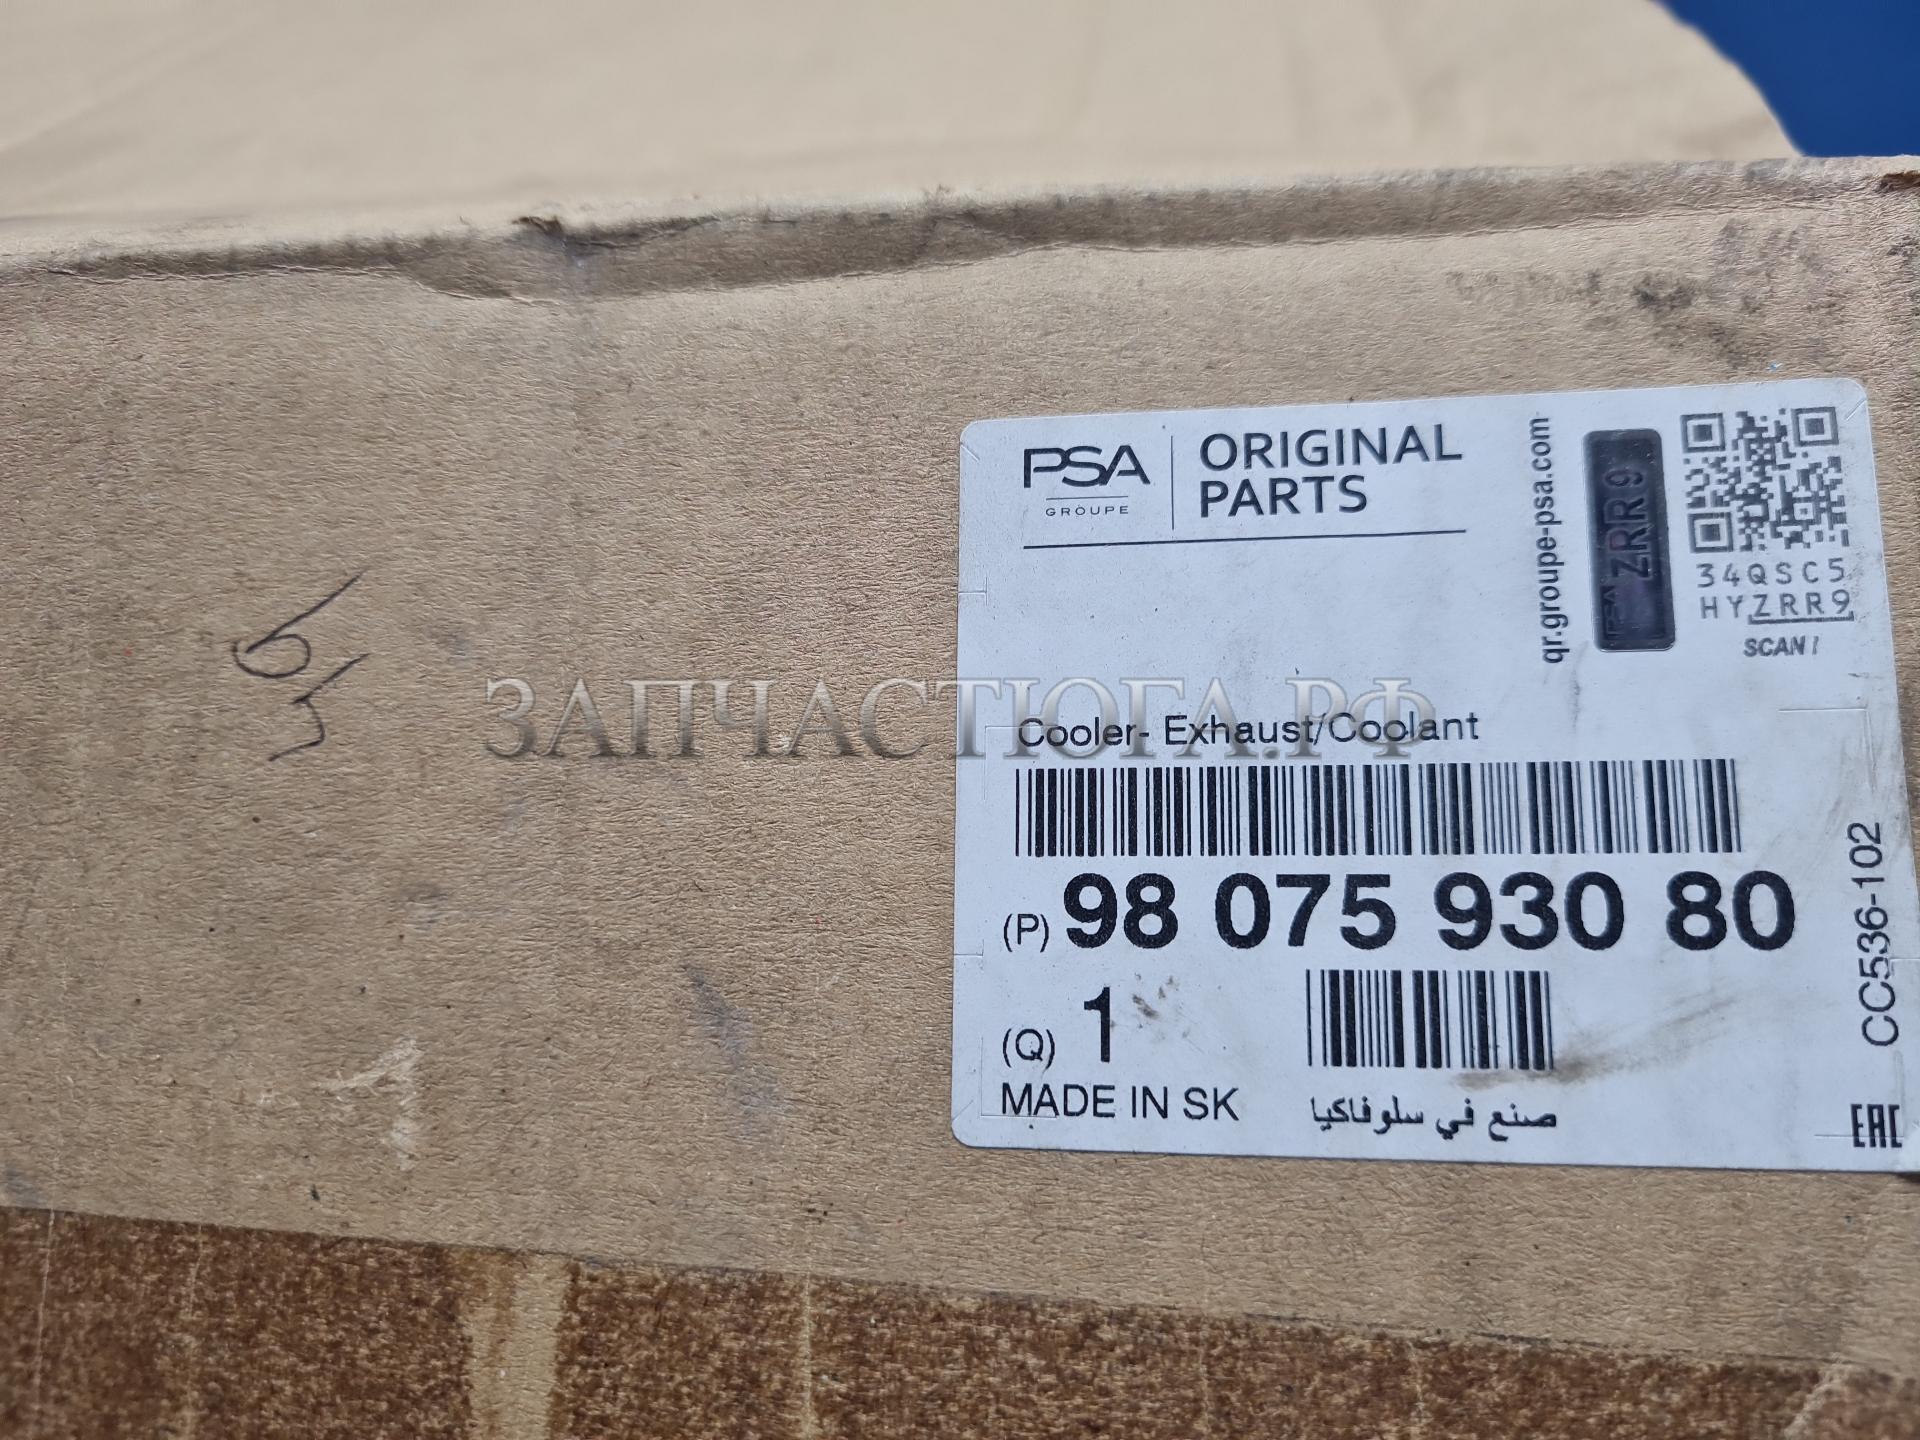 PSA
GROUPE
ORIGINAL
PARTS
qr.groupe-psa.com
PSA ZRR9
34QSC5
HYZRR9
SCAN!
ЗАПЧАСТЮГА.РФ
Cooler- Exhaust/Coolant
(P) 98 075 930 80
(Q) 1
CC536-102
MADE IN SK
صنع في سلوفاكيا
EAC